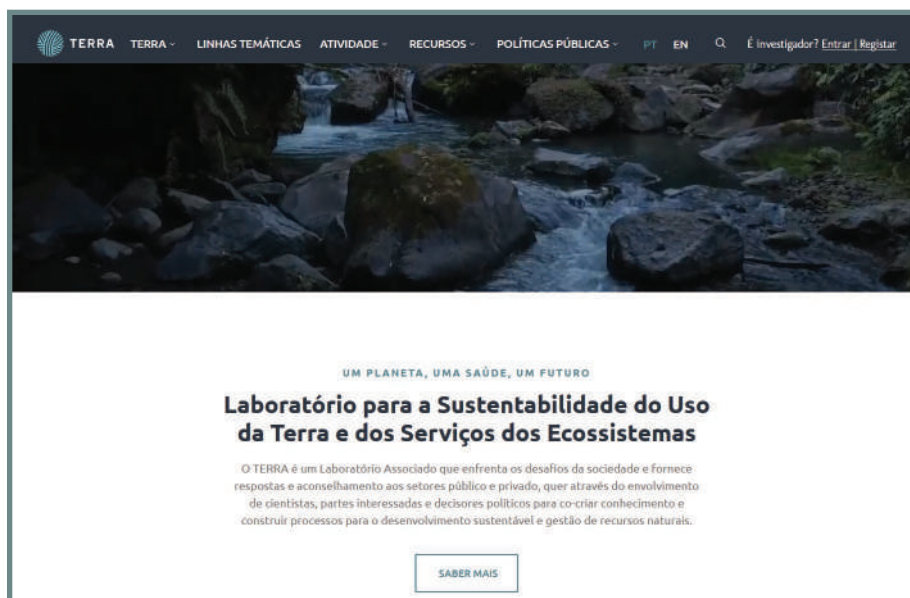 TERRA TERRA LINHAS TEMÁTICAS ATIVIDADE RECURSOS POLÍTICAS PÚBLICAS PT EN É investigador? Entrar | Registar
UM PLANETA, UMA SAÚDE, UM FUTURO
Laboratório para a Sustentabilidade do Uso
da Terra e dos Serviços dos Ecossistemas
O TERRA é um Laboratório Associado que enfrenta os desafios da sociedade e fornece
respostas e aconselhamento aos setores público e privado, quer através do envolvimento
de cientistas, partes interessadas e decisores políticos para co-criar conhecimento e
construir processos para o desenvolvimento sustentável e gestão de recursos naturais.
SABER MAIS